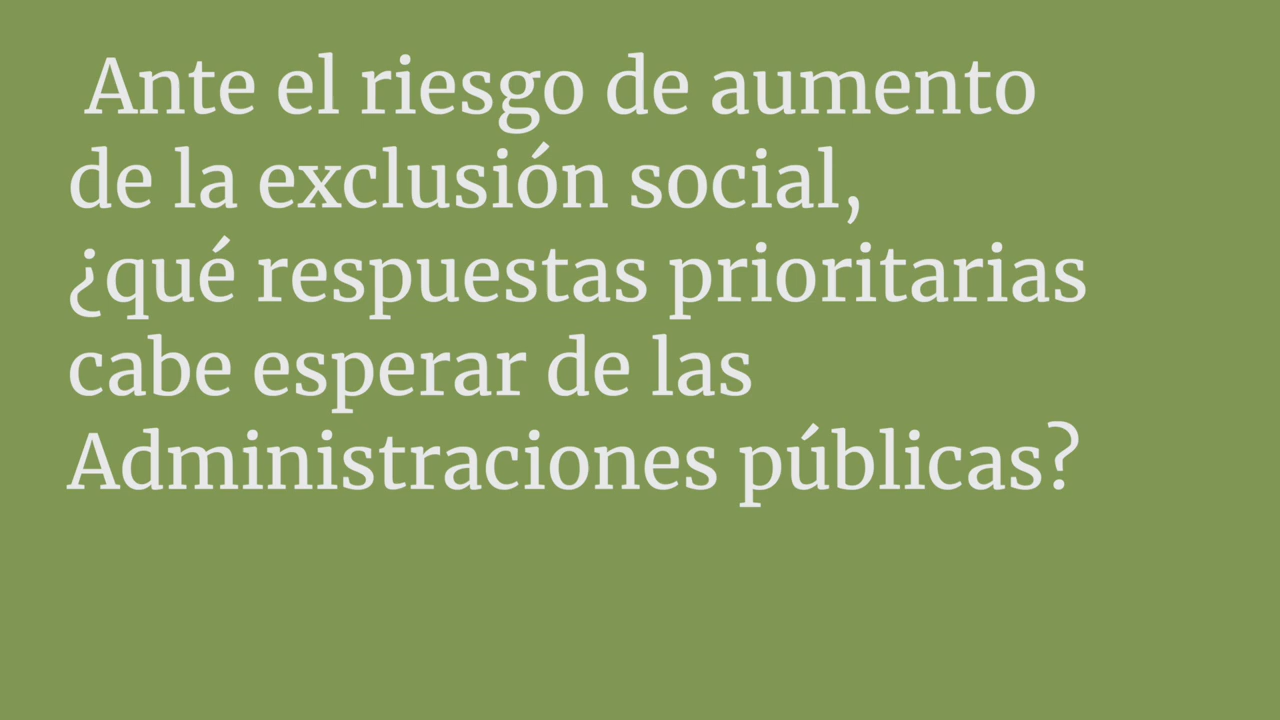 Ante el riesgo de aumento
de la exclusión social,
¿qué respuestas prioritarias
cabe esperar de las
Administraciones públicas?